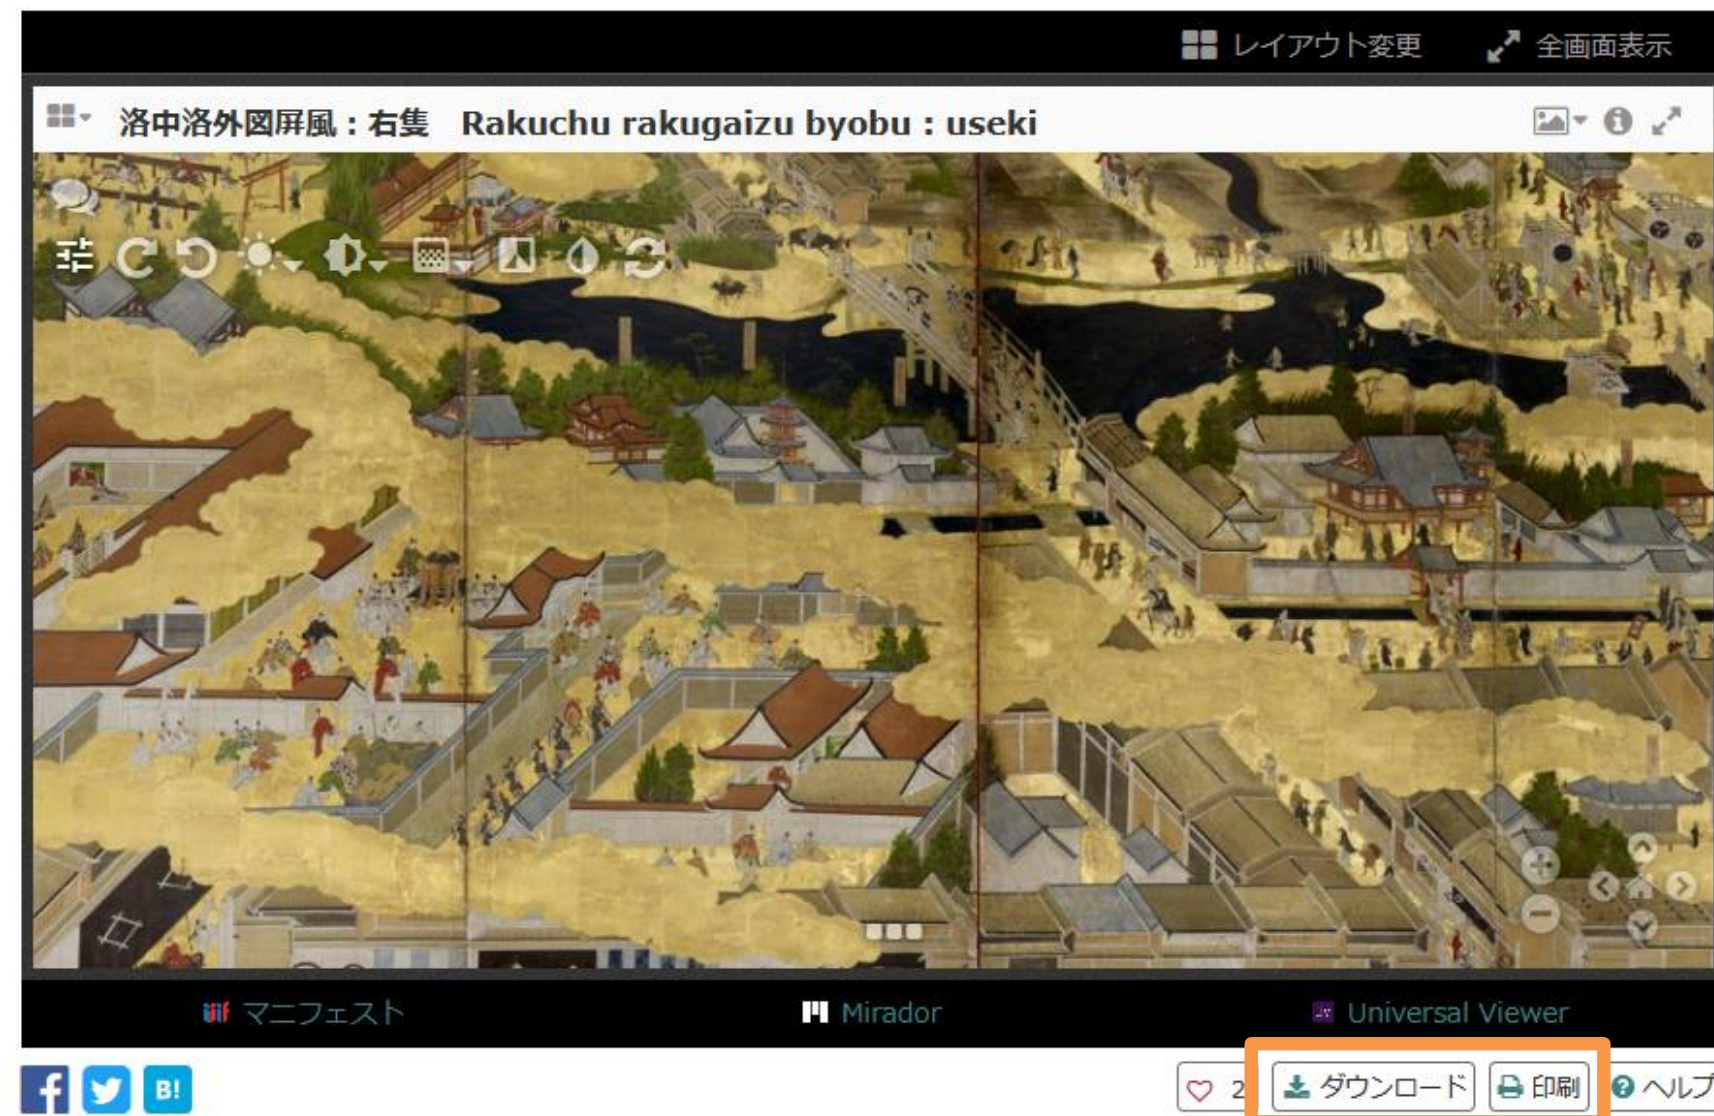 レイアウト変更 全画面表示
洛中洛外図屏風：右隻 Rakuchu rakugaizu byobu : useki
iiif マニフェスト Mirador Universal Viewer
f B! 2 ダウンロード 印刷 ヘルプ